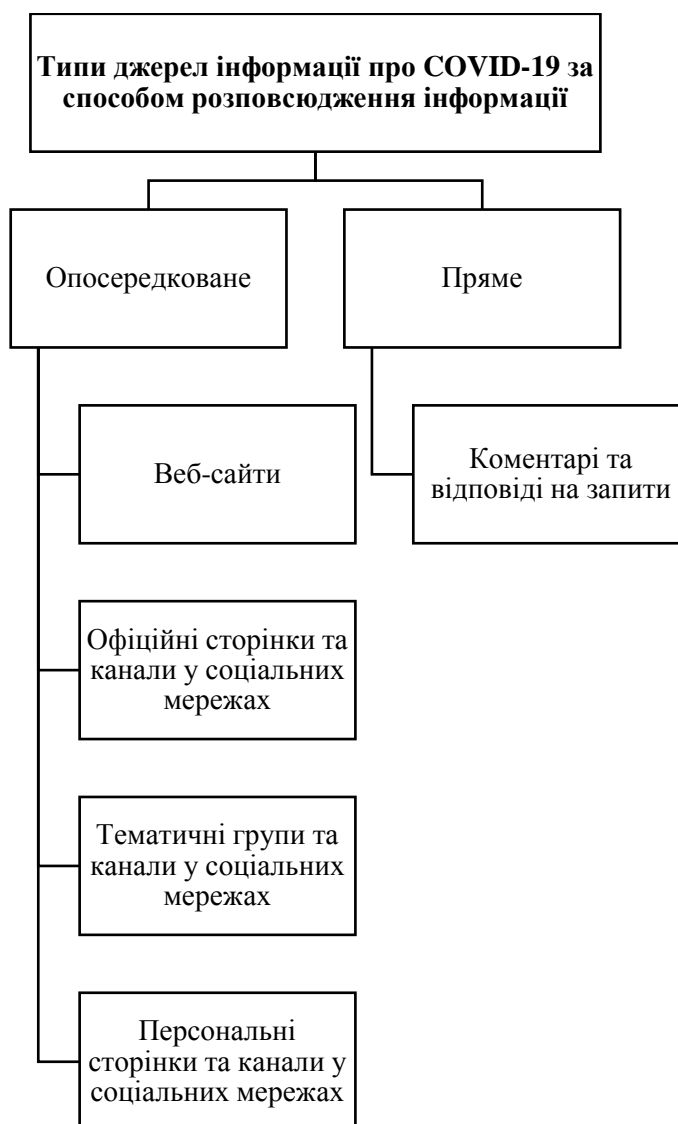 Типи джерел інформації про COVID-19 за
способом розповсюдження інформації
Опосередковане
Пряме
Веб-сайти
Коментарі та
відповіді на запити
Офіційні сторінки та
канали у соціальних
мережах
Тематичні групи та
канали у соціальних
мережах
Персональні
сторінки та канали у
соціальних мережах